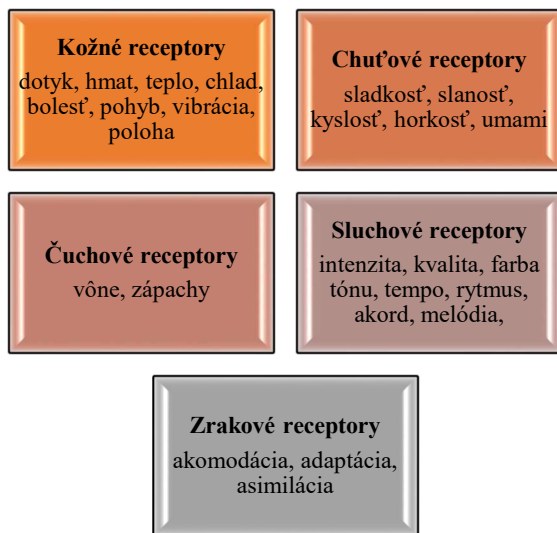 Kožné receptory
dotyk, hmat, teplo, chlad,
bolesť, pohyb, vibrácia,
poloha
Chuťové receptory
sladkosť, slanosť,
kyslosť, horkosť, umami
Čuchové receptory
vône, zápachy
Sluchové receptory
intenzita, kvalita, farba
tónu, tempo, rytmus,
akord, melódia,
Zrakové receptory
akomodácia, adaptácia,
asimilácia